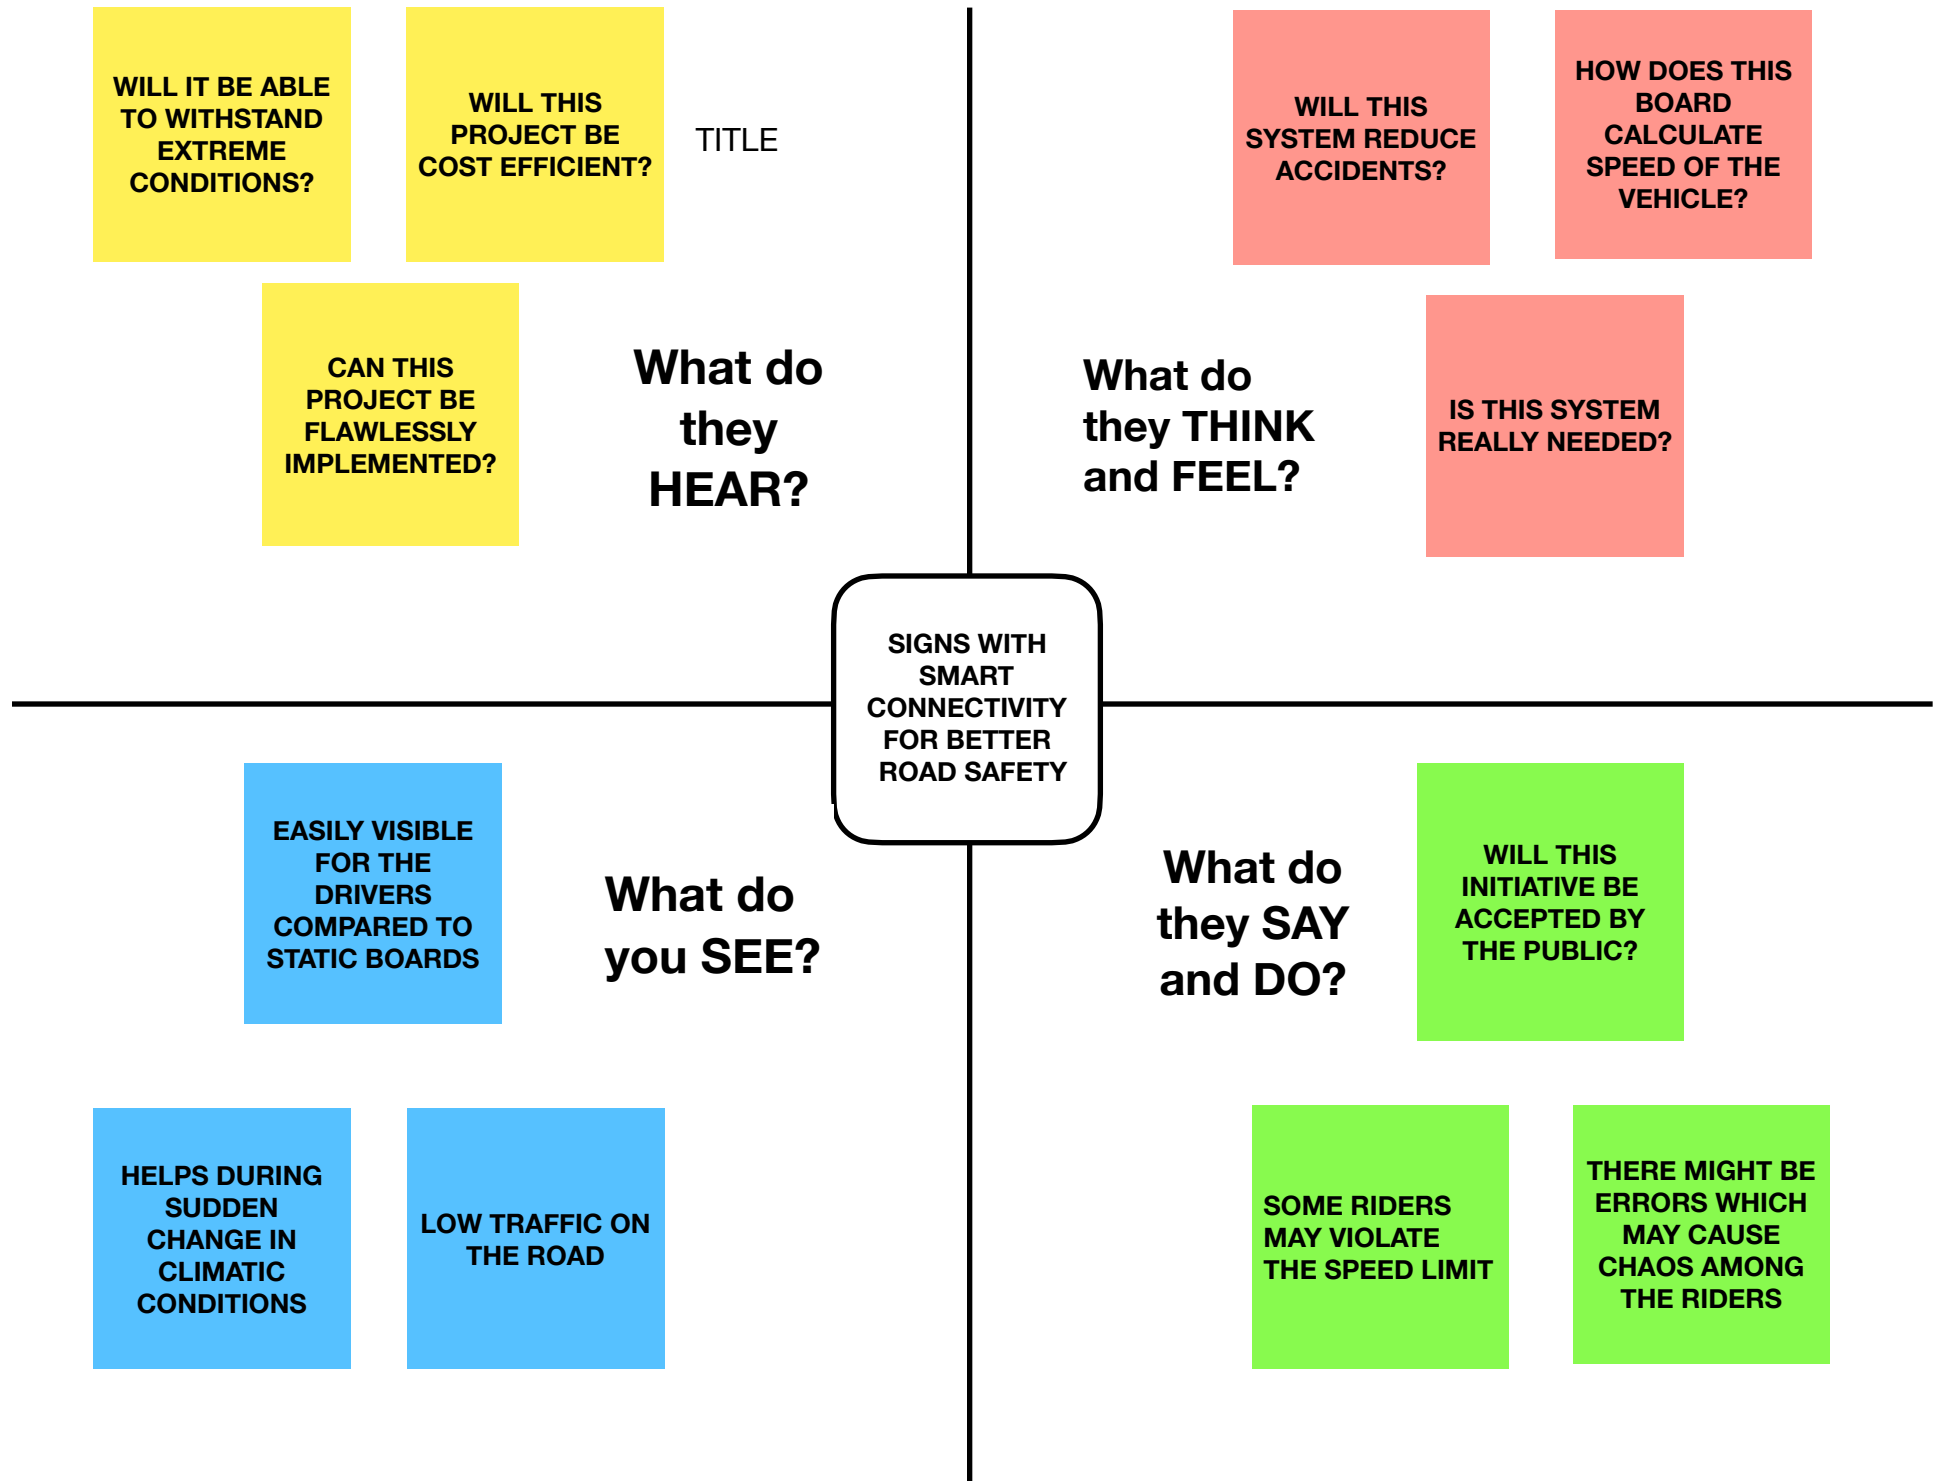 WILL IT BE ABLE
TO WITHSTAND
EXTREME
CONDITIONS?
WILL THIS
PROJECT BE
COST EFFICIENT?
TITLE
CAN THIS
PROJECT BE
FLAWLESSLY
IMPLEMENTED?
What do
they
HEAR?
WILL THIS
SYSTEM REDUCE
ACCIDENTS?
HOW DOES THIS
BOARD
CALCULATE
SPEED OF THE
VEHICLE?
What do
they THINK
and FEEL?
IS THIS SYSTEM
REALLY NEEDED?
SIGNS WITH
SMART
CONNECTIVITY
FOR BETTER
ROAD SAFETY
EASILY VISIBLE
FOR THE
DRIVERS
COMPARED TO
STATIC BOARDS
What do
you SEE?
HELPS DURING
SUDDEN
CHANGE IN
CLIMATIC
CONDITIONS
LOW TRAFFIC ON
THE ROAD
What do
they SAY
and DO?
WILL THIS
INITIATIVE BE
ACCEPTED BY
THE PUBLIC?
SOME RIDERS
MAY VIOLATE
THE SPEED LIMIT
THERE MIGHT BE
ERRORS WHICH
MAY CAUSE
CHAOS AMONG
THE RIDERS